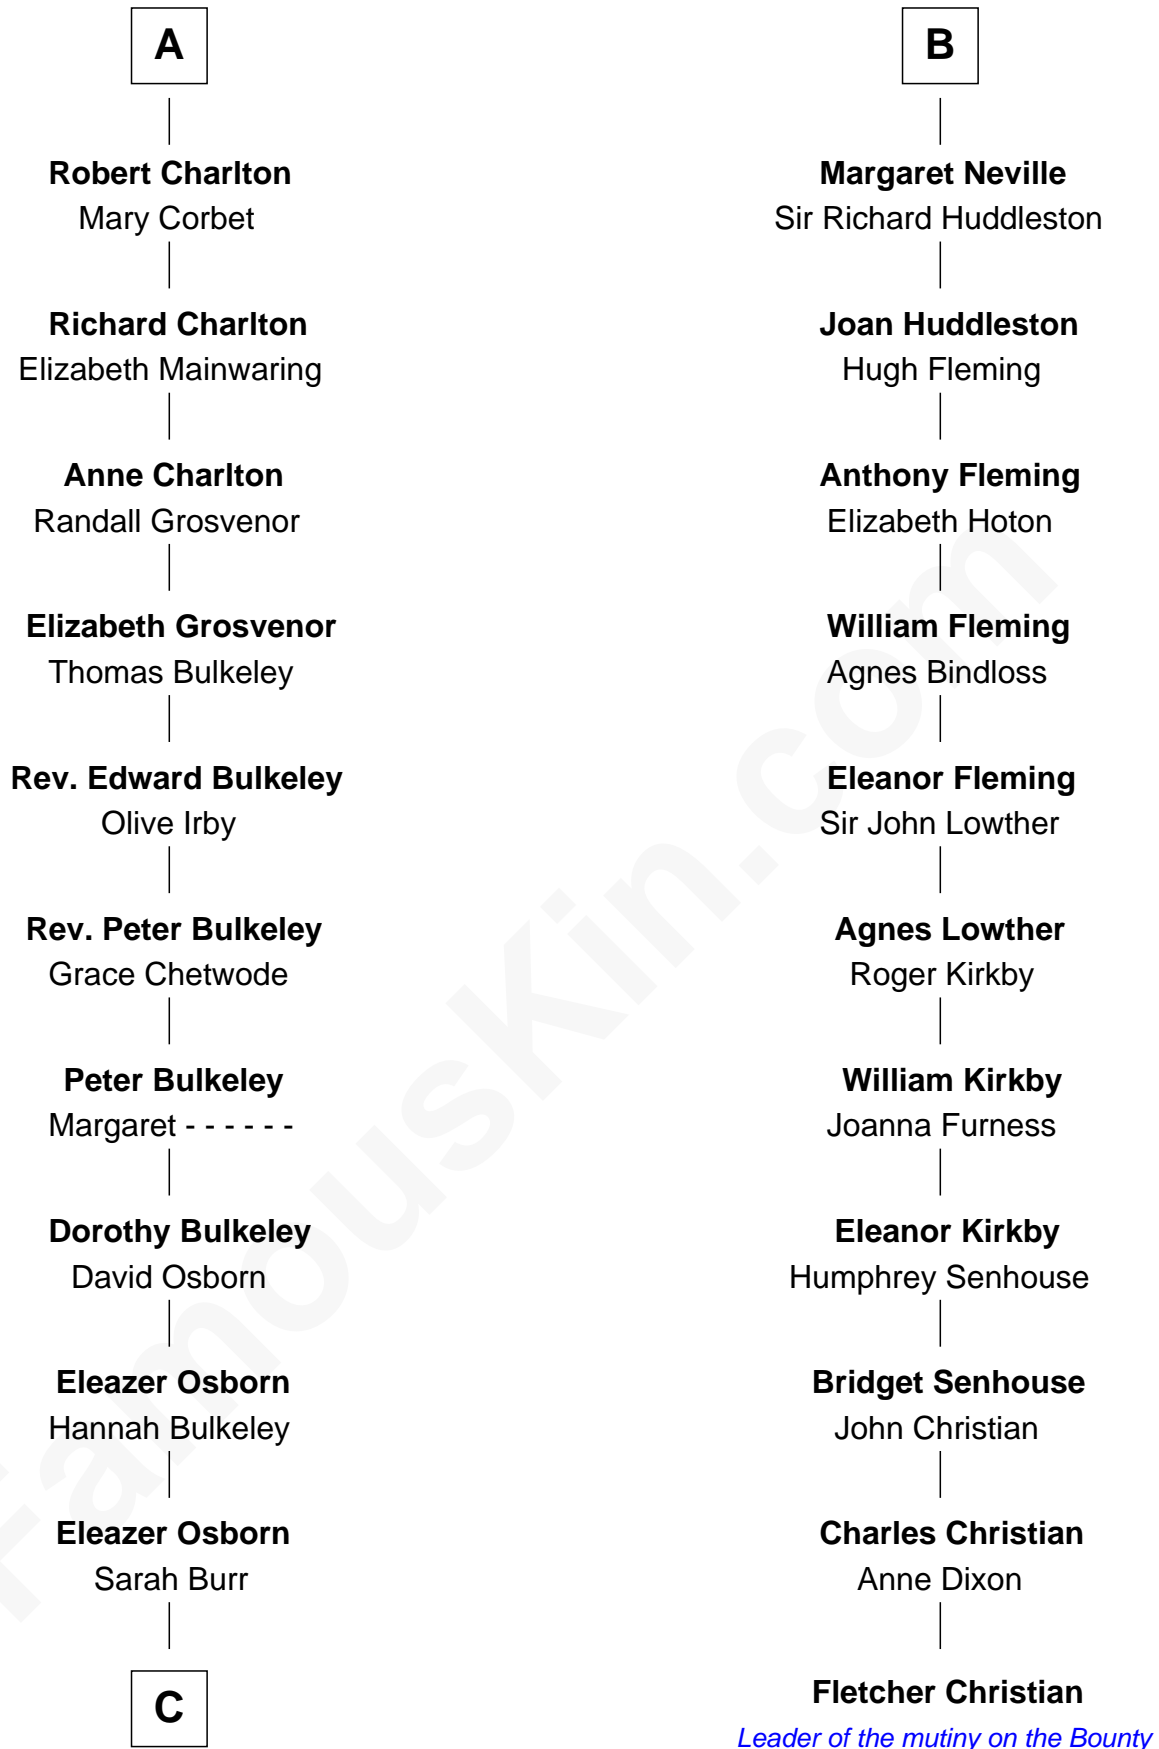 A
Robert Charlton
Mary Corbet
Richard Charlton
Elizabeth Mainwaring
Anne Charlton
Randall Grosvenor
Elizabeth Grosvenor
Thomas Bulkeley
Rev. Edward Bulkeley
Olive Irby
Rev. Peter Bulkeley
Grace Chetwode
Peter Bulkeley
Margaret - - - - - -
Dorothy Bulkeley
David Osborn
Eleazer Osborn
Hannah Bulkeley
Eleazer Osborn
Sarah Burr
C
B
Margaret Neville
Sir Richard Huddleston
Joan Huddleston
Hugh Fleming
Anthony Fleming
Elizabeth Hoton
William Fleming
Agnes Bindloss
Eleanor Fleming
Sir John Lowther
Agnes Lowther
Roger Kirkby
William Kirkby
Joanna Furness
Eleanor Kirkby
Humphrey Senhouse
Bridget Senhouse
John Christian
Charles Christian
Anne Dixon
Fletcher Christian
Leader of the mutiny on the Bounty
FamousKin.com